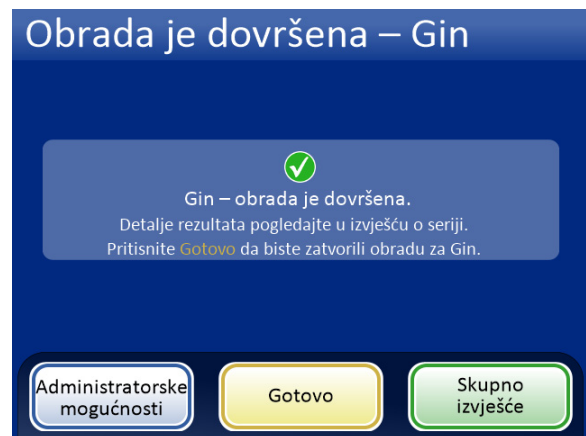 Obrada je dovršena – Gin
Gin – obrada je dovršena.
Detalje rezultata pogledajte u izvješću o seriji.
Pritisnite Gotovo da biste zatvorili obradu za Gin.
Administratorske
mogućnosti
Gotovo
Skupno
izvješće